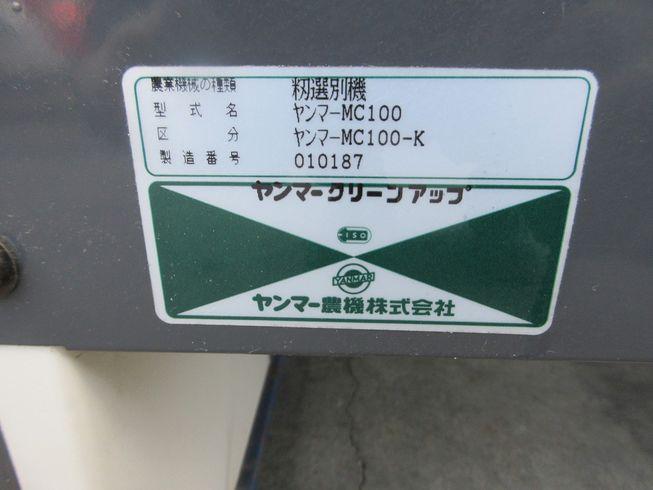 農業機械の種類 籾選別機
型式名 ヤンマーMC100
区分 ヤンマーMC100-K
製造番号 010187
ヤンマークリーンアップ
ISO
YANMAR
ヤンマー農機株式会社